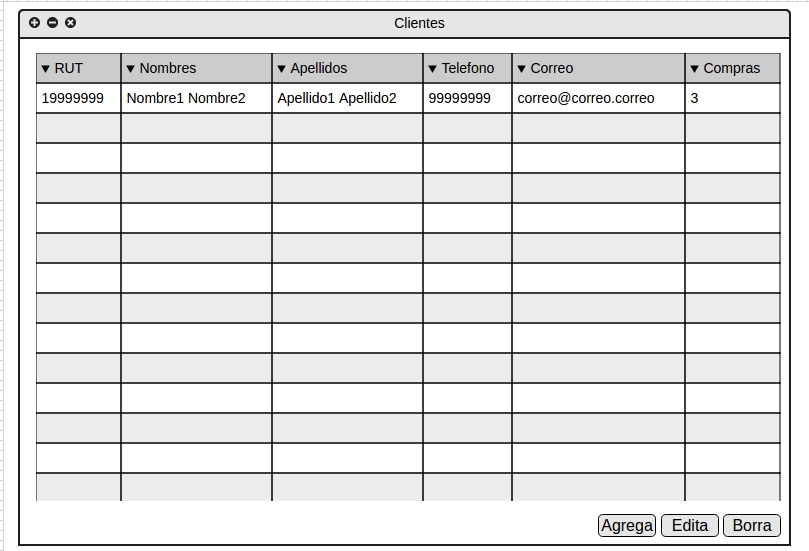 Clientes
▼ RUT ▼ Nombres ▼ Apellidos ▼ Telefono ▼ Correo ▼ Compras
19999999 Nombre1 Nombre2 Apellido1 Apellido2 99999999 correo@correo.correo 3
Agrega Edita Borra